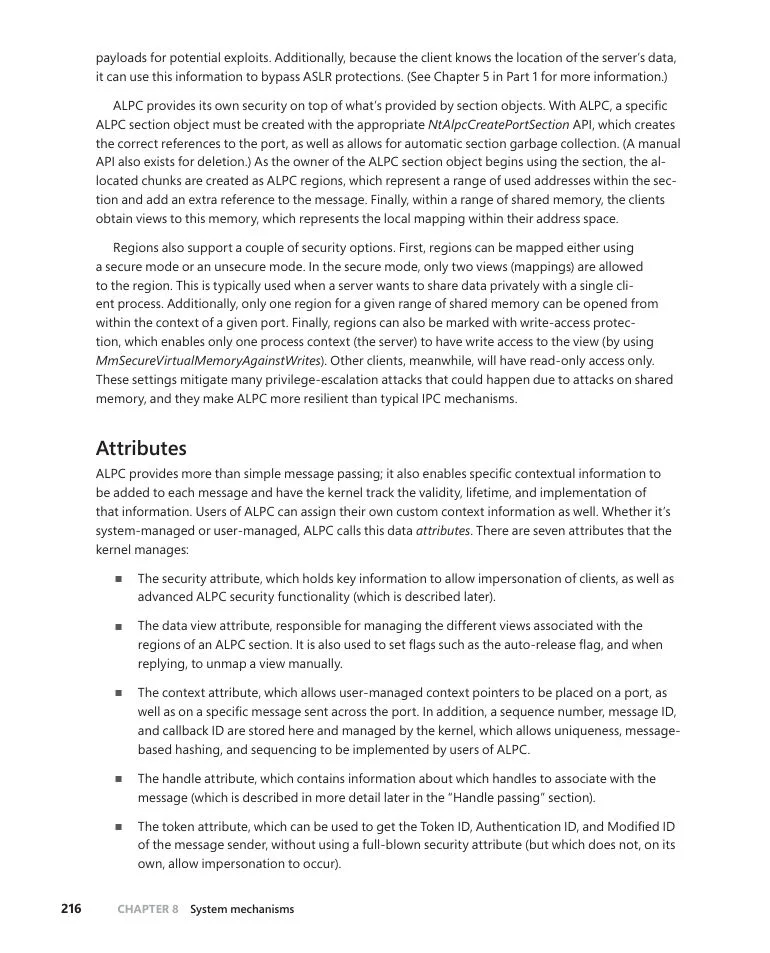 payloads for potential exploits. Additionally, because the client knows the location of the server's data,
it can use this information to bypass ASLR protections. (See Chapter 5 in Part 1 for more information.)
ALPC provides its own security on top of what's provided by section objects. With ALPC, a specific
ALPC section object must be created with the appropriate NtAlpcCreatePortSection API, which creates
the correct references to the port, as well as allows for automatic section garbage collection. (A manual
API also exists for deletion.) As the owner of the ALPC section object begins using the section, the al-
located chunks are created as ALPC regions, which represent a range of used addresses within the sec-
tion and add an extra reference to the message. Finally, within a range of shared memory, the clients
obtain views to this memory, which represents the local mapping within their address space.
Regions also support a couple of security options. First, regions can be mapped either using
a secure mode or an unsecure mode. In the secure mode, only two views (mappings) are allowed
to the region. This is typically used when a server wants to share data privately with a single cli-
ent process. Additionally, only one region for a given range of shared memory can be opened from
within the context of a given port. Finally, regions can also be marked with write-access protec-
tion, which enables only one process context (the server) to have write access to the view (by using
MmSecureVirtualMemoryAgainstWrites). Other clients, meanwhile, will have read-only access only.
These settings mitigate many privilege-escalation attacks that could happen due to attacks on shared
memory, and they make ALPC more resilient than typical IPC mechanisms.
Attributes
ALPC provides more than simple message passing; it also enables specific contextual information to
be added to each message and have the kernel track the validity, lifetime, and implementation of
that information. Users of ALPC can assign their own custom context information as well. Whether it's
system-managed or user-managed, ALPC calls this data attributes. There are seven attributes that the
kernel manages:
■ The security attribute, which holds key information to allow impersonation of clients, as well as
advanced ALPC security functionality (which is described later).
■ The data view attribute, responsible for managing the different views associated with the
regions of an ALPC section. It is also used to set flags such as the auto-release flag, and when
replying, to unmap a view manually.
■ The context attribute, which allows user-managed context pointers to be placed on a port, as
well as on a specific message sent across the port. In addition, a sequence number, message ID,
and callback ID are stored here and managed by the kernel, which allows uniqueness, message-
based hashing, and sequencing to be implemented by users of ALPC.
■ The handle attribute, which contains information about which handles to associate with the
message (which is described in more detail later in the "Handle passing" section).
■ The token attribute, which can be used to get the Token ID, Authentication ID, and Modified ID
of the message sender, without using a full-blown security attribute (but which does not, on its
own, allow impersonation to occur).
216 CHAPTER 8 System mechanisms